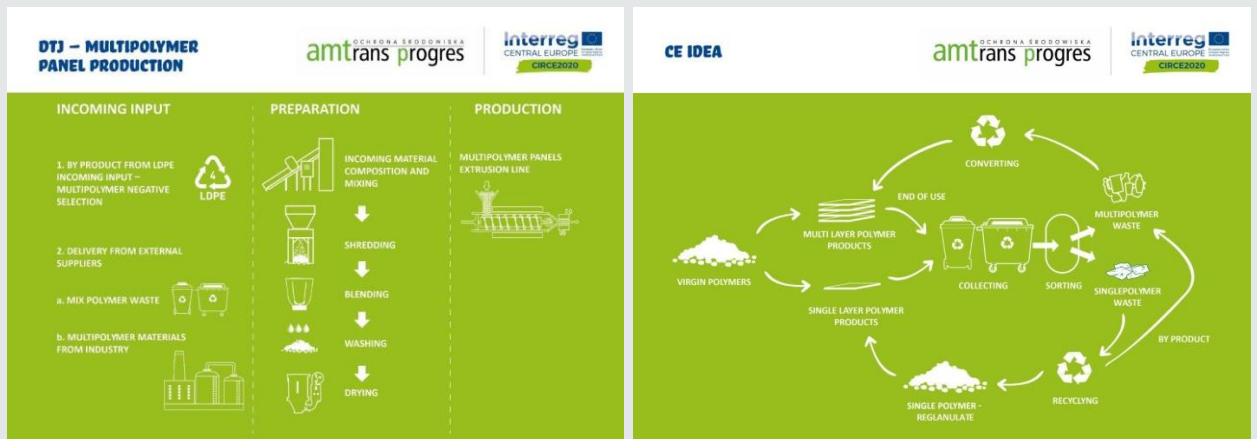 DTJ – MULTIPOLYMER
PANEL PRODUCTION
OCHRONA ŚRODOWISKA
amtrans progres
Interreg
CENTRAL EUROPE
CIRCE2020
INCOMING INPUT
1. BY PRODUCT FROM LDPE
INCOMING INPUT –
MULTIPOLYMER NEGATIVE
SELECTION
4
LDPE
2. DELIVERY FROM EXTERNAL
SUPPLIERS
a. MIX POLYMER WASTE
b. MULTIPOLYMER MATERIALS
FROM INDUSTRY
PREPARATION
INCOMING MATERIAL
COMPOSITION AND
MIXING
SHREDDING
BLENDING
WASHING
DRYING
PRODUCTION
MULTIPOLYMER PANELS
EXTRUSION LINE
CE IDEA
OCHRONA ŚRODOWISKA
amtrans progres
Interreg
CENTRAL EUROPE
CIRCE2020
CONVERTING
END OF USE
MULTI LAYER POLYMER
PRODUCTS
MULTIPOLYMER
WASTE
VIRGIN POLYMERS
COLLECTING
SORTING
SINGLEPOLYMER
WASTE
SINGLE LAYER POLYMER
PRODUCTS
BY PRODUCT
RECYCLYNG
SINGLE POLYMER -
REGLANULATE